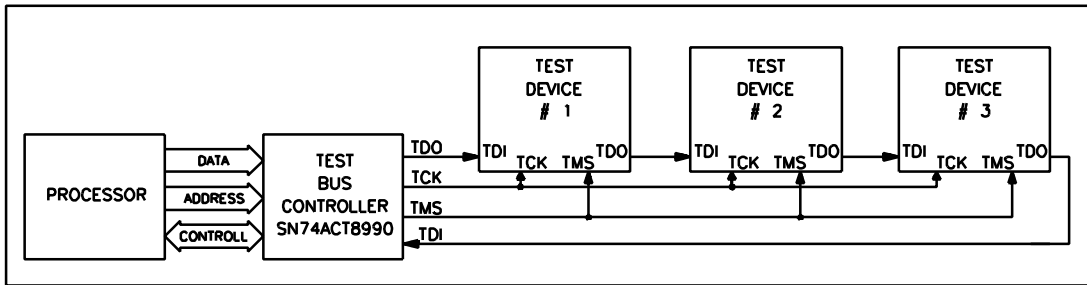 PROCESSOR
DATA
ADDRESS
CONTROLL
TEST
BUS
CONTROLLER
SN74ACT8990
TDO
TCK
TMS
TDI
TEST
DEVICE
# 1
TDI
TCK
TMS
TDO
TEST
DEVICE
# 2
TDI
TCK
TMS
TDO
TEST
DEVICE
# 3
TDI
TCK
TMS
TDO